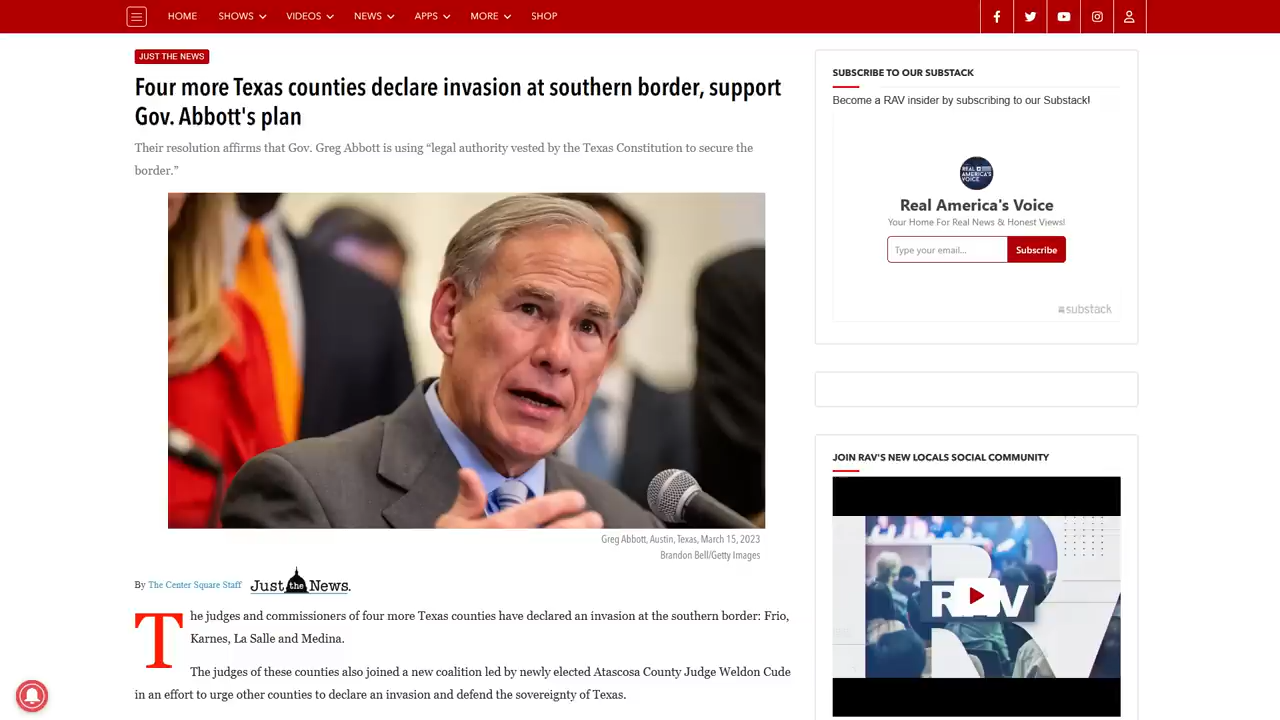 HOME
SHOWS
VIDEOS
NEWS
APPS
MORE
SHOP
JUST THE NEWS
Four more Texas counties declare invasion at southern border, support
Gov. Abbott's plan
Their resolution affirms that Gov. Greg Abbott is using “legal authority vested by the Texas Constitution to secure the
border.”
Greg Abbott, Austin, Texas, March 15, 2023
Brandon Bell/Getty Images
By The Center Square Staff
Just the News.
The judges and commissioners of four more Texas counties have declared an invasion at the southern border: Frio,
Karnes, La Salle and Medina.
The judges of these counties also joined a new coalition led by newly elected Atascosa County Judge Weldon Cude
in an effort to urge other counties to declare an invasion and defend the sovereignty of Texas.
SUBSCRIBE TO OUR SUBSTACK
Become a RAV insider by subscribing to our Substack!
REAL
AMERICA'S
VOICE
Real America's Voice
Your Home For Real News & Honest Views!
Type your email...
Subscribe
substack
JOIN RAV'S NEW LOCALS SOCIAL COMMUNITY
RAV